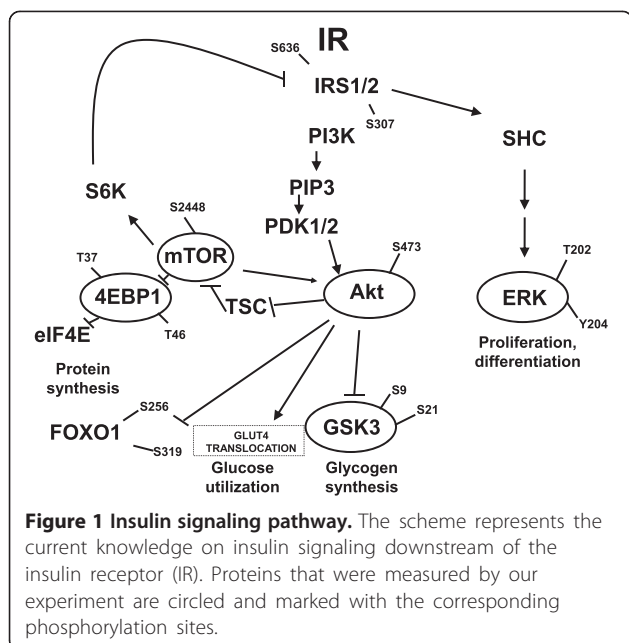 IR
S636
IRS1/2
S307
PI3K
SHC
PIP3
S6K
PDK1/2
S2448
mTOR
S473
T202
T37
4EBP1
TSC
Akt
ERK
eIF4E
T46
Y204
Protein
synthesis
Proliferation,
differentiation
S256
FOXO1
S319
GLUT4
TRANSLOCATION
Glucose
utilization
S9
S21
GSK3
Glycogen
synthesis
Figure 1 Insulin signaling pathway. The scheme represents the
current knowledge on insulin signaling downstream of the
insulin receptor (IR). Proteins that were measured by our
experiment are circled and marked with the corresponding
phosphorylation sites.